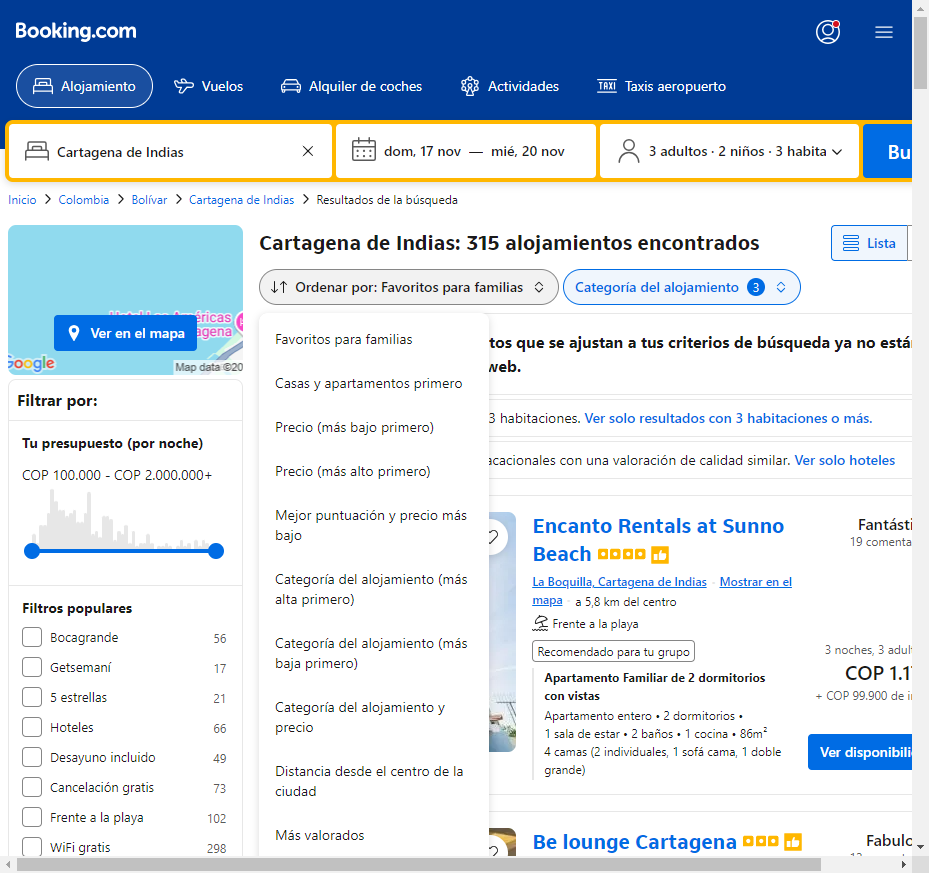 Booking.com
Alojamiento
Vuelos
Alquiler de coches
Actividades
TAXI Taxis aeropuerto
Cartagena de Indias
dom, 17 nov — mié, 20 nov
3 adultos · 2 niños · 3 habita
Bu
Inicio > Colombia > Bolívar > Cartagena de Indias > Resultados de la búsqueda
Ver en el mapa
Google
Map data ©20
Cartagena de Indias: 315 alojamientos encontrados
Lista
Ordenar por: Favoritos para familias
Categoría del alojamiento 3
Favoritos para familias
Casas y apartamentos primero
Precio (más bajo primero)
Precio (más alto primero)
Mejor puntuación y precio más
bajo
Categoría del alojamiento (más
alta primero)
Categoría del alojamiento (más
baja primero)
Categoría del alojamiento y
precio
Distancia desde el centro de la
ciudad
Más valorados
Filtrar por:
Tu presupuesto (por noche)
COP 100.000 - COP 2.000.000+
Filtros populares
Bocagrande 56
Getsemaní 17
5 estrellas 21
Hoteles 66
Desayuno incluido 49
Cancelación gratis 73
Frente a la playa 102
WiFi gratis 298
tos que se ajustan a tus criterios de búsqueda ya no está
web.
3 habitaciones. Ver solo resultados con 3 habitaciones o más.
acacionales con una valoración de calidad similar. Ver solo hoteles
Encanto Rentals at Sunno
Beach
La Boquilla, Cartagena de Indias · Mostrar en el
mapa · a 5,8 km del centro
Frente a la playa
Recomendado para tu grupo
Apartamento Familiar de 2 dormitorios
con vistas
Apartamento entero • 2 dormitorios •
1 sala de estar • 2 baños • 1 cocina • 86m²
4 camas (2 individuales, 1 sofá cama, 1 doble
grande)
Fantásti
19 comenta
3 noches, 3 adult
COP 1.17
+ COP 99.900 de i
Ver disponibili
Be lounge Cartagena
Fabulo